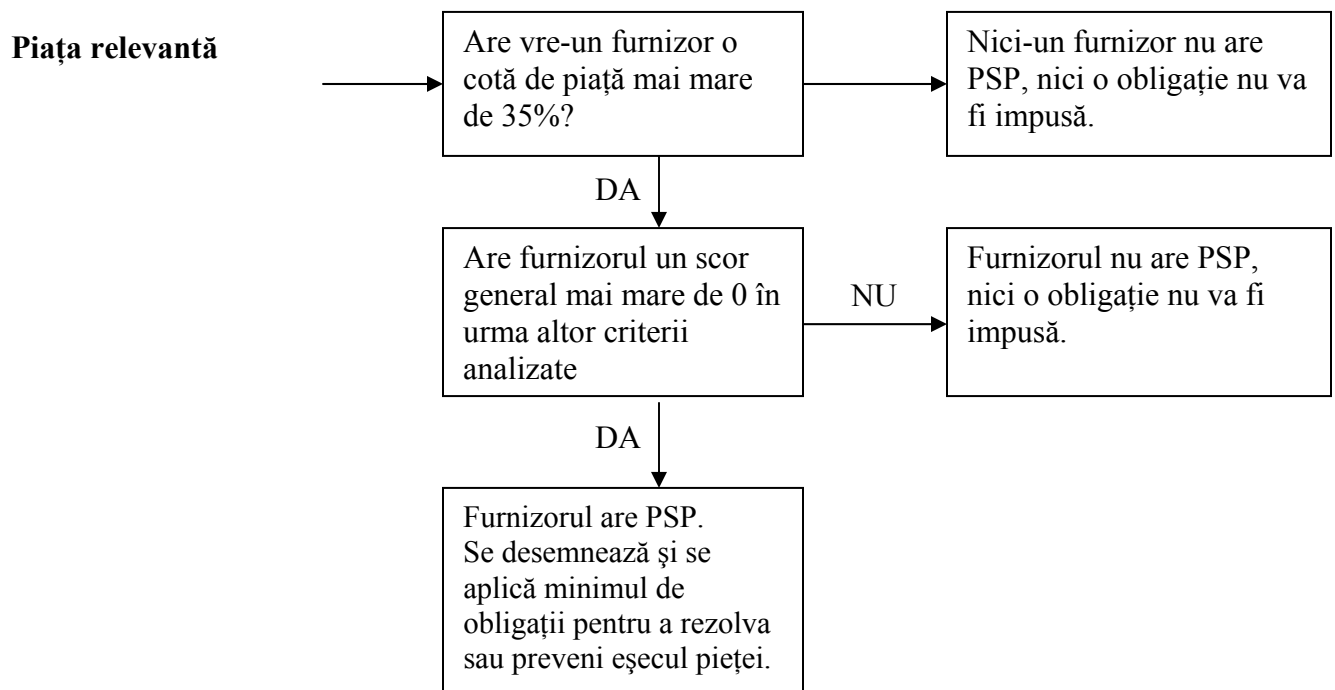 Piața relevantă
Are vre-un furnizor o
cotă de piață mai mare
de 35%?
Nici-un furnizor nu are
PSP, nici o obligație nu va
fi impusă.
DA
Are furnizorul un scor
general mai mare de 0 în
urma altor criterii
analizate
NU
Furnizorul nu are PSP,
nici o obligație nu va fi
impusă.
DA
Furnizorul are PSP.
Se desemnează şi se
aplică minimul de
obligații pentru a rezolva
sau preveni eşecul pieței.